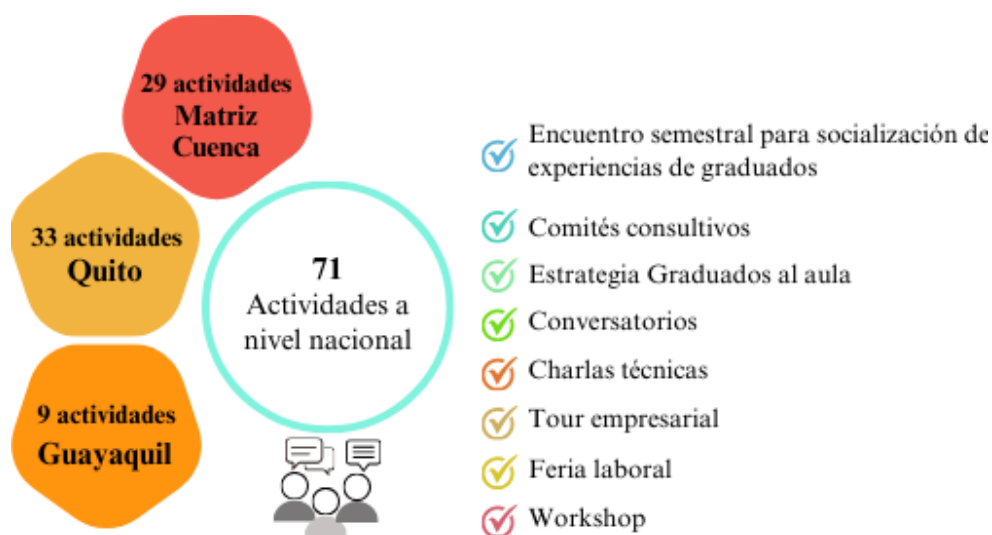 29 actividades
Matriz
Cuenca
33 actividades
Quito
9 actividades
Guayaquil
71
Actividades a
nivel nacional
Encuentro semestral para socialización de
experiencias de graduados
Comités consultivos
Estrategia Graduados al aula
Conversatorios
Charlas técnicas
Tour empresarial
Feria laboral
Workshop